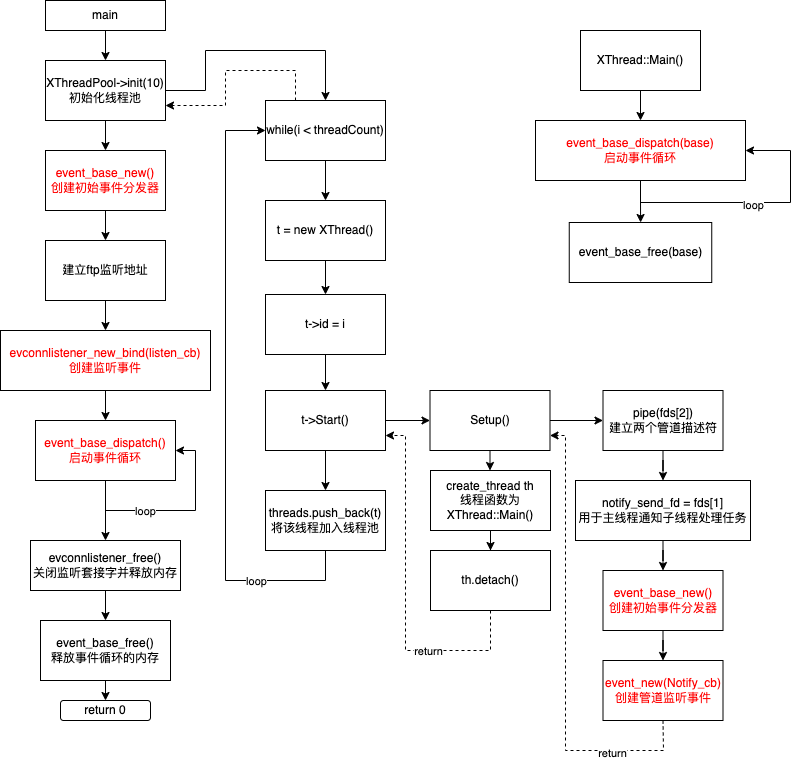 main
XThreadPool->init(10)
初始化线程池
event_base_new()
创建初始事件分发器
建立ftp监听地址
evconnlistener_new_bind(listen_cb)
创建监听事件
event_base_dispatch()
启动事件循环
loop
evconnlistener_free()
关闭监听套接字并释放内存
event_base_free()
释放事件循环的内存
return 0
while(i < threadCount)
t = new XThread()
t->id = i
t->Start()
threads.push_back(t)
将该线程加入线程池
loop
Setup()
create_thread th
线程函数为
XThread::Main()
th.detach()
return
pipe(fds[2])
建立两个管道描述符
notify_send_fd = fds[1]
用于主线程通知子线程处理任务
event_base_new()
创建初始事件分发器
event_new(Notify_cb)
创建管道监听事件
return
XThread::Main()
event_base_dispatch(base)
启动事件循环
loop
event_base_free(base)